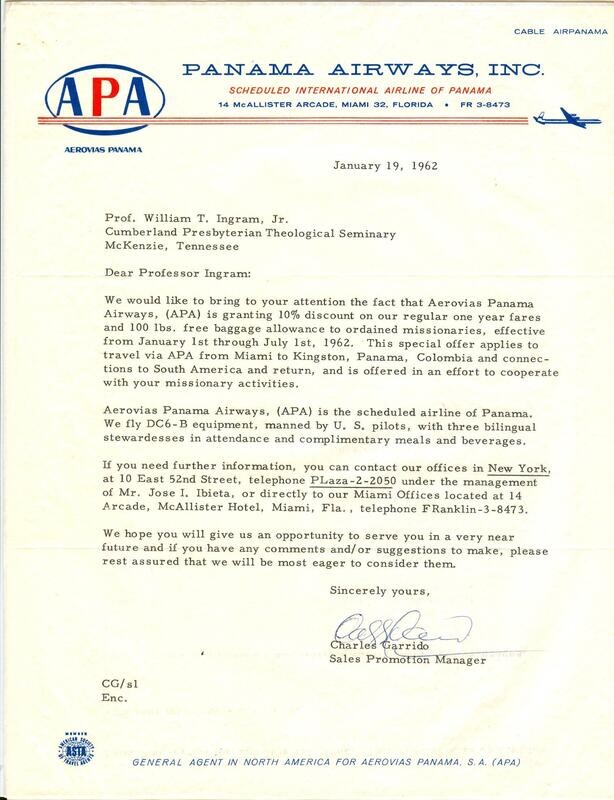 CABLE AIRPANAMA
APA
PANAMA AIRWAYS, INC.
SCHEDULED INTERNATIONAL AIRLINE OF PANAMA
14 McALLISTER ARCADE, MIAMI 32, FLORIDA • FR 3-8473
AEROVIAS PANAMA
January 19, 1962
Prof. William T. Ingram, Jr.
Cumberland Presbyterian Theological Seminary
McKenzie, Tennessee
Dear Professor Ingram:
We would like to bring to your attention the fact that Aerovias Panama
Airways, (APA) is granting 10% discount on our regular one year fares
and 100 lbs. free baggage allowance to ordained missionaries, effective
from January 1st through July 1st, 1962. This special offer applies to
travel via APA from Miami to Kingston, Panama, Colombia and connec-
tions to South America and return, and is offered in an effort to cooperate
with your missionary activities.
Aerovias Panama Airways, (APA) is the scheduled airline of Panama.
We fly DC6-B equipment, manned by U. S. pilots, with three bilingual
stewardesses in attendance and complimentary meals and beverages.
If you need further information, you can contact our offices in New York,
at 10 East 52nd Street, telephone PLaza-2-2050 under the management
of Mr. Jose I. Ibieta, or directly to our Miami Offices located at 14
Arcade, McAllister Hotel, Miami, Fla., telephone FRanklin-3-8473.
We hope you will give us an opportunity to serve you in a very near
future and if you have any comments and/or suggestions to make, please
rest assured that we will be most eager to consider them.
Sincerely yours,
Charles Garrido
Sales Promotion Manager
CG/sl
Enc.
MEMBER
AMERICAN SOCIETY
ASTA
OF TRAVEL AGENTS
GENERAL AGENT IN NORTH AMERICA FOR AEROVIAS PANAMA, S.A. (APA)